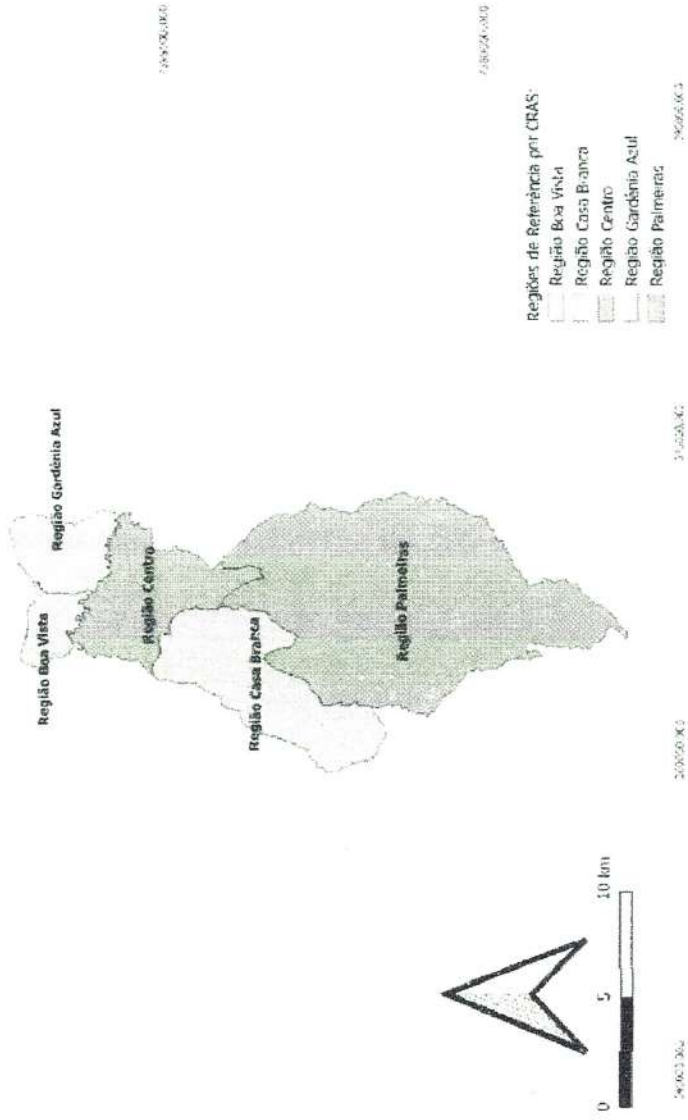 Região Boa Vista
Região Gardênia Azul
Região Centro
Região Casa Branca
Região Palmeiras
0 5 10 km
Regiões de Referência por CRAS:
Região Boa Vista
Região Casa Branca
Região Centro
Região Gardênia Azul
Região Palmeiras